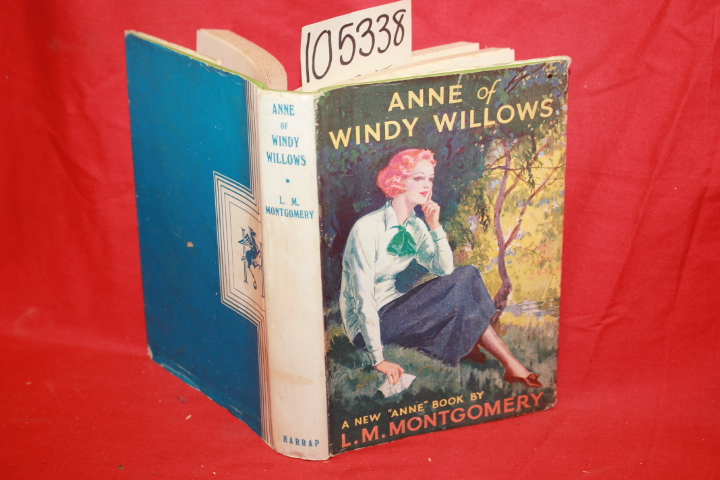 105338
ANNE
OF
WINDY
WILLOWS
L. M.
MONTGOMERY
HARRAP
ANNE of
WINDY WILLOWS
A NEW "ANNE" BOOK BY
L.M. MONTGOMERY